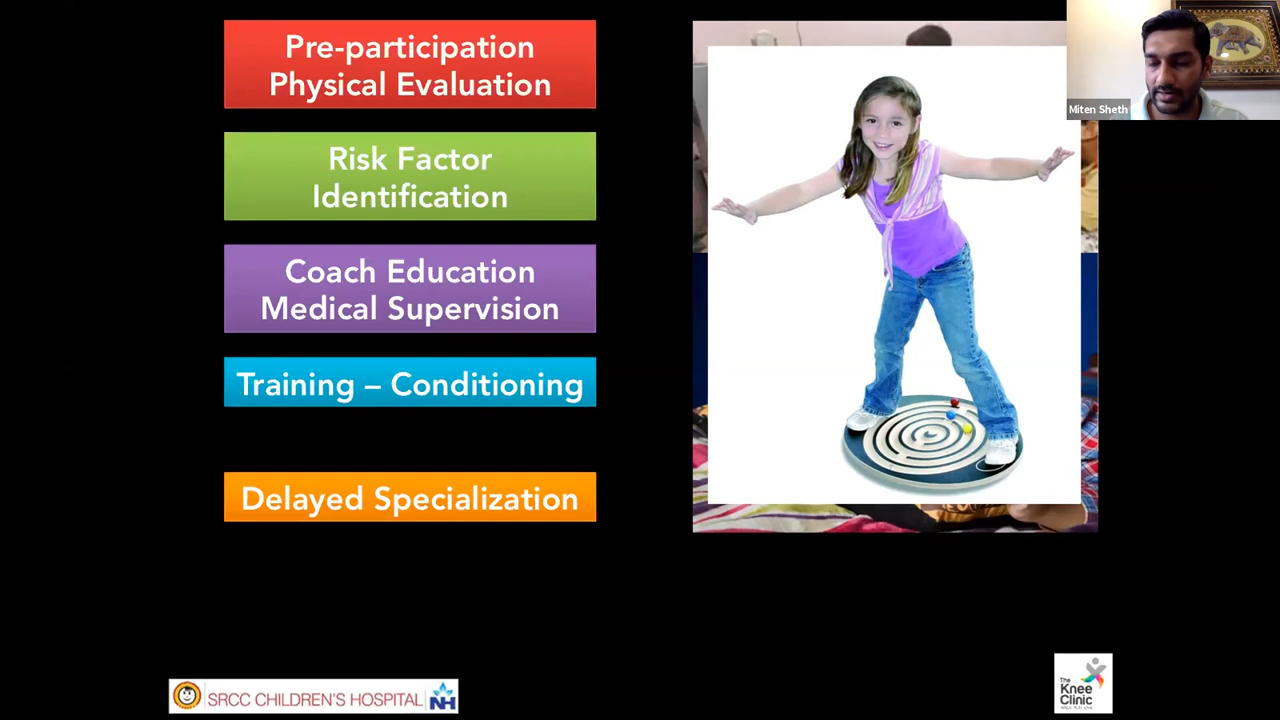 Pre-participation
Physical Evaluation
Risk Factor
Identification
Coach Education
Medical Supervision
Training – Conditioning
Delayed Specialization
Miten Sheth
SRCC CHILDREN'S HOSPITAL
NH
The
Knee
Clinic